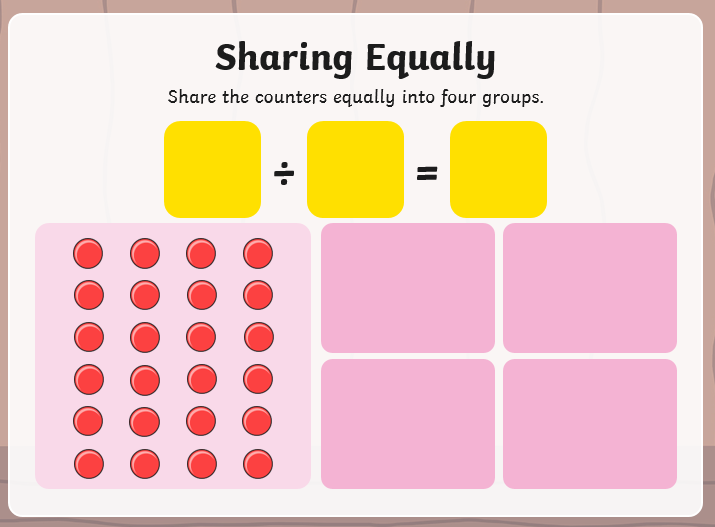 Sharing Equally
Share the counters equally into four groups.
÷ =